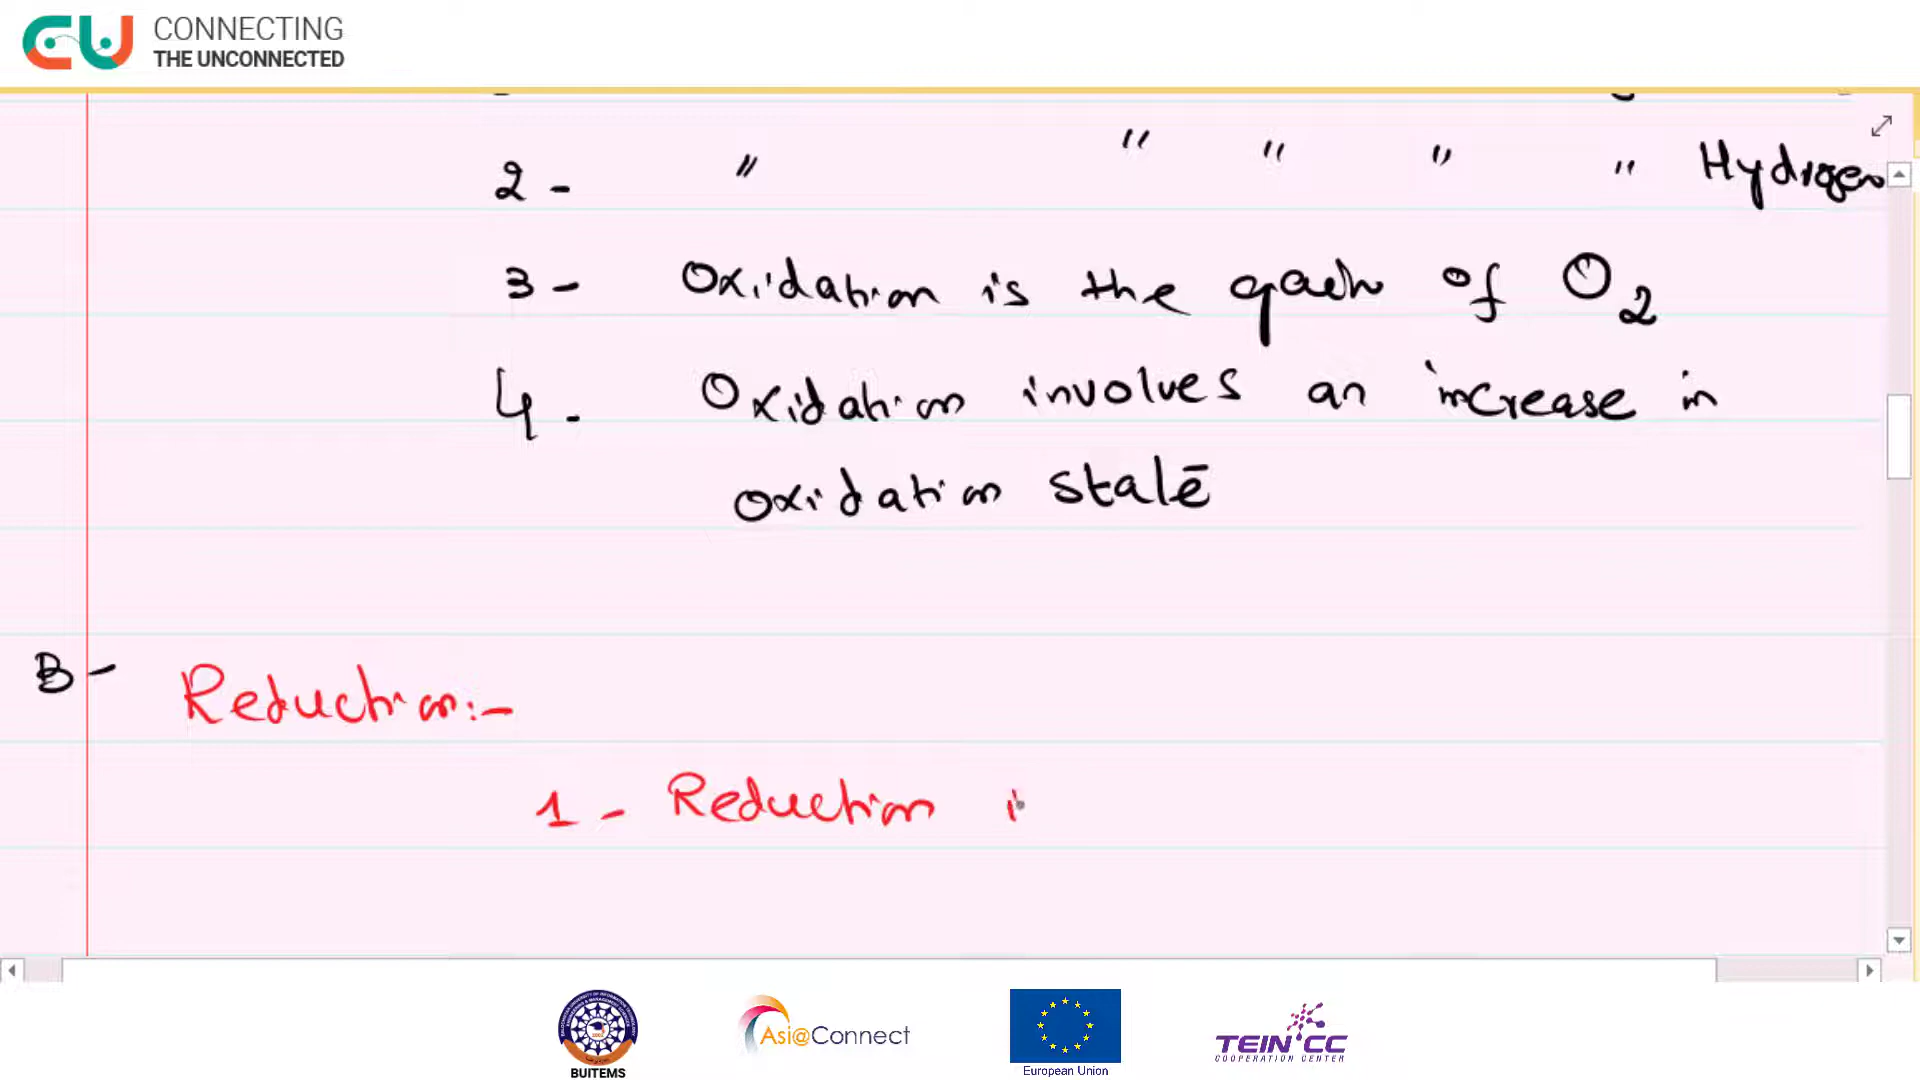 CONNECTING
THE UNCONNECTED
2 - " " " " " Hydrogen
3 - Oxidation is the gain of O2
4 - Oxidation involves an increase in
oxidation state
B - Reduction:-
1 - Reduction i
BUITEMS
Asi@Connect
European Union
TEIN*CC
COOPERATION CENTER